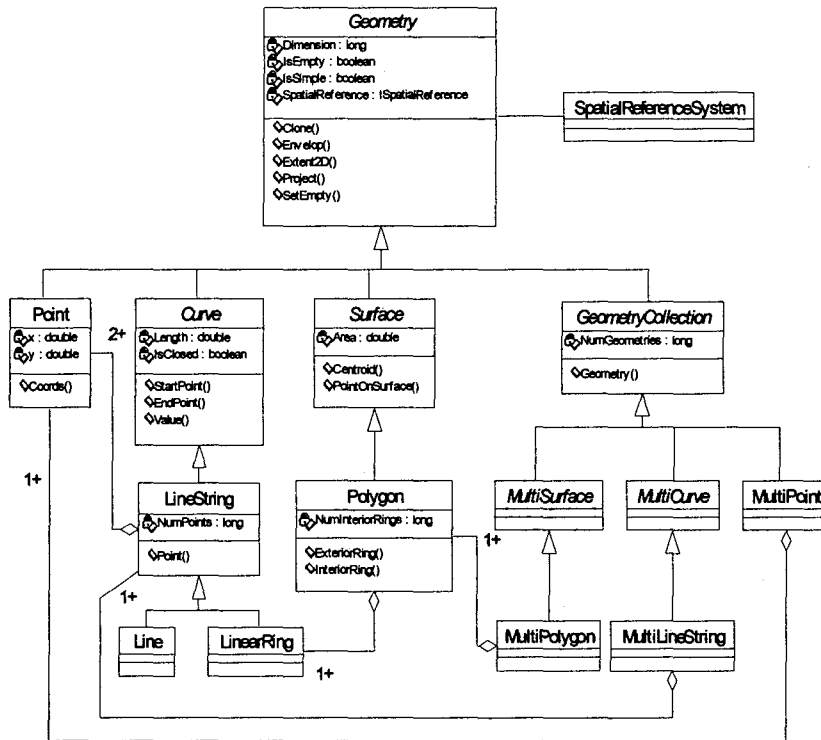 Geometry
Dimension : long
IsEmpty : boolean
IsSimple : boolean
SpatialReference : ISpatialReference
Clone()
Envelop()
Extent2D()
Project()
SetEmpty()
SpatialReferenceSystem
Point
x : double
y : double
Coords()
2+
Curve
Length : double
IsClosed : boolean
StartPoint()
EndPoint()
Value()
Surface
Area : double
Centroid()
PointOnSurface()
GeometryCollection
NumGeometries : long
Geometry()
1+
LineString
NumPoints : long
Point()
1+
Polygon
NumInteriorRings : long
ExteriorRing()
InteriorRing()
1+
MultiSurface
MultiCurve
MultiPoint
Line
LinearRing
1+
MultiPolygon
MultiLineString